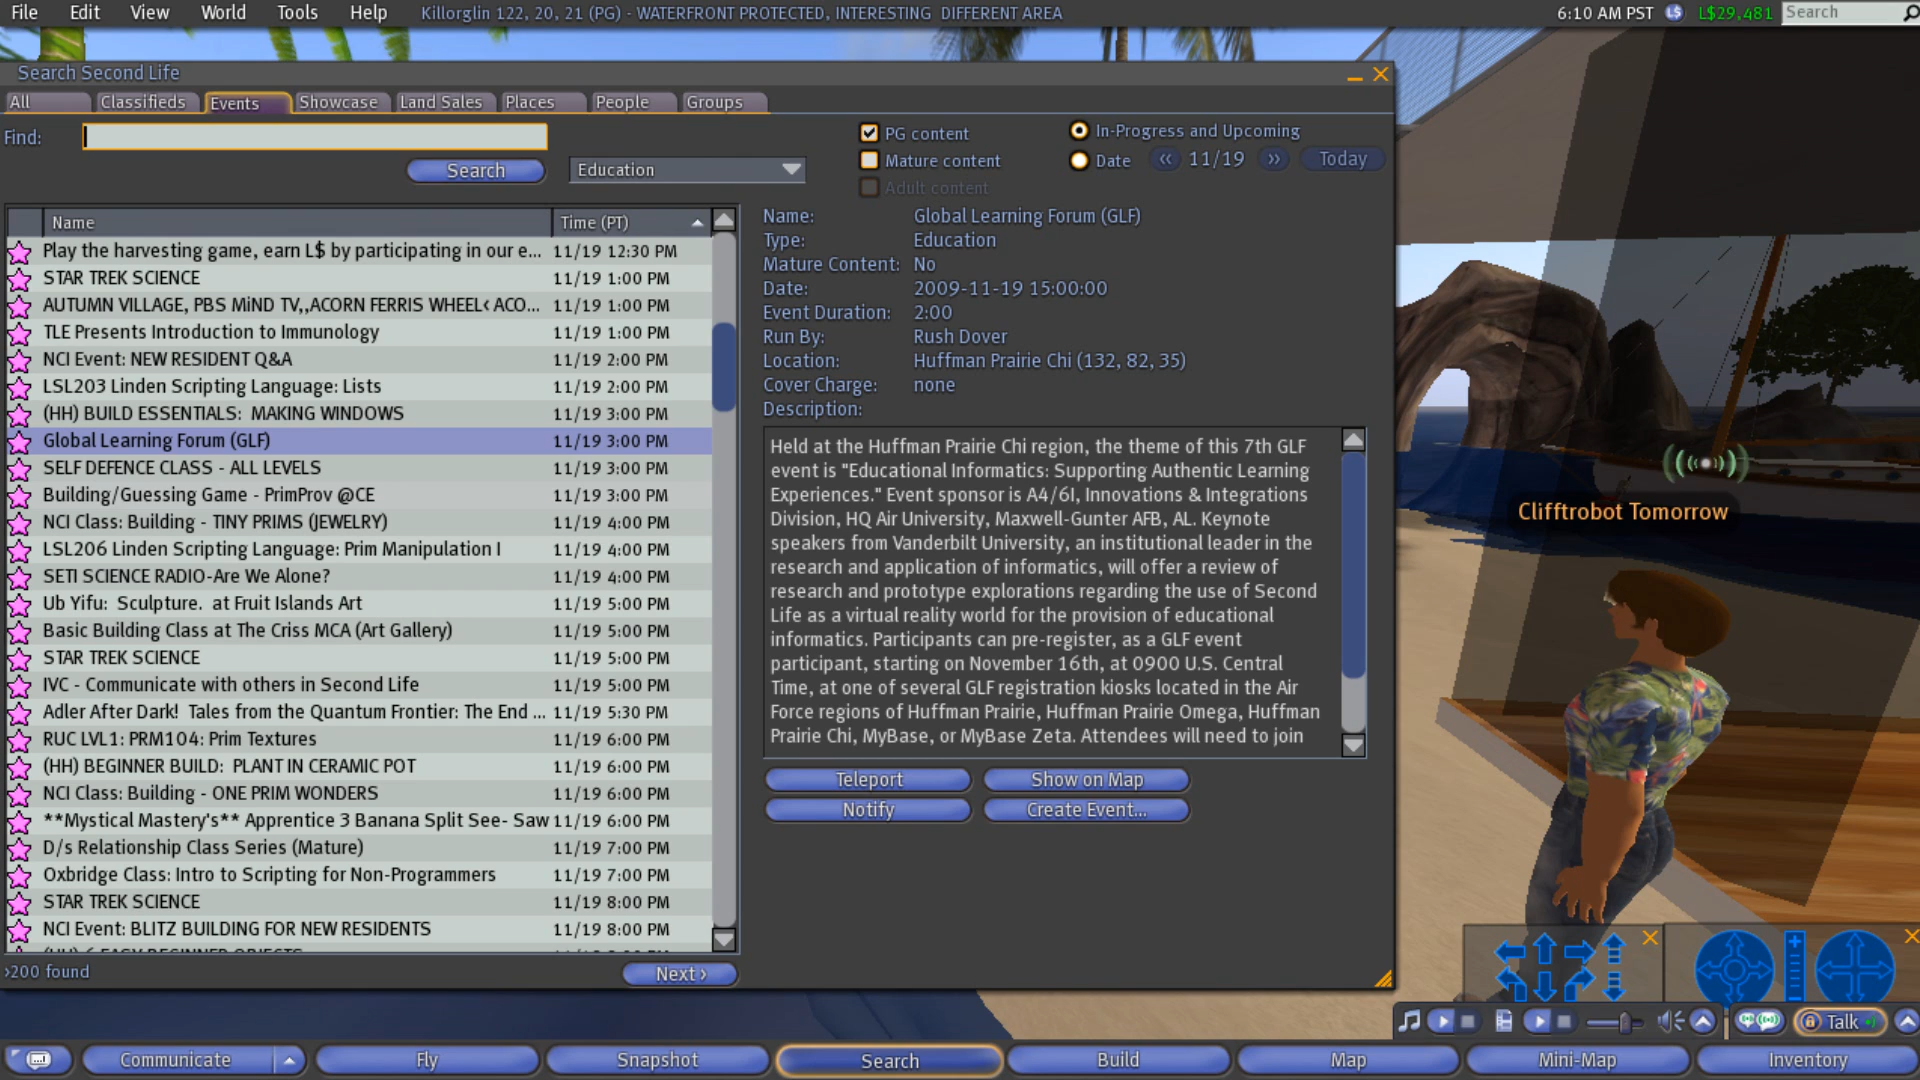 File Edit View World Tools Help Killorglin 122, 20, 21 (PG) - WATERFRONT PROTECTED, INTERESTING DIFFERENT AREA 6:10 AM PST L$ L$29,481 Search
Search Second Life
All Classifieds Events Showcase Land Sales Places People Groups
Find:
Search
Education
PG content
Mature content
Adult content
In-Progress and Upcoming
Date « 11/19 » Today
Name Time (PT)
Play the harvesting game, earn L$ by participating in our e... 11/19 12:30 PM
STAR TREK SCIENCE 11/19 1:00 PM
AUTUMN VILLAGE, PBS MiND TV,,ACORN FERRIS WHEEL< ACO... 11/19 1:00 PM
TLE Presents Introduction to Immunology 11/19 1:00 PM
NCI Event: NEW RESIDENT Q&A 11/19 2:00 PM
LSL203 Linden Scripting Language: Lists 11/19 2:00 PM
(HH) BUILD ESSENTIALS: MAKING WINDOWS 11/19 3:00 PM
Global Learning Forum (GLF) 11/19 3:00 PM
SELF DEFENCE CLASS - ALL LEVELS 11/19 3:00 PM
Building/Guessing Game - PrimProv @CE 11/19 3:00 PM
NCI Class: Building - TINY PRIMS (JEWELRY) 11/19 4:00 PM
LSL206 Linden Scripting Language: Prim Manipulation I 11/19 4:00 PM
SETI SCIENCE RADIO-Are We Alone? 11/19 4:00 PM
Ub Yifu: Sculpture. at Fruit Islands Art 11/19 5:00 PM
Basic Building Class at The Criss MCA (Art Gallery) 11/19 5:00 PM
STAR TREK SCIENCE 11/19 5:00 PM
IVC - Communicate with others in Second Life 11/19 5:00 PM
Adler After Dark! Tales from the Quantum Frontier: The End ... 11/19 5:30 PM
RUC LVL1: PRM104: Prim Textures 11/19 6:00 PM
(HH) BEGINNER BUILD: PLANT IN CERAMIC POT 11/19 6:00 PM
NCI Class: Building - ONE PRIM WONDERS 11/19 6:00 PM
**Mystical Mastery's** Apprentice 3 Banana Split See- Saw 11/19 6:00 PM
D/s Relationship Class Series (Mature) 11/19 7:00 PM
Oxbridge Class: Intro to Scripting for Non-Programmers 11/19 7:00 PM
STAR TREK SCIENCE 11/19 8:00 PM
NCI Event: BLITZ BUILDING FOR NEW RESIDENTS 11/19 8:00 PM
>200 found
Next >
Name: Global Learning Forum (GLF)
Type: Education
Mature Content: No
Date: 2009-11-19 15:00:00
Event Duration: 2:00
Run By: Rush Dover
Location: Huffman Prairie Chi (132, 82, 35)
Cover Charge: none
Description:
Held at the Huffman Prairie Chi region, the theme of this 7th GLF
event is "Educational Informatics: Supporting Authentic Learning
Experiences." Event sponsor is A4/6I, Innovations & Integrations
Division, HQ Air University, Maxwell-Gunter AFB, AL. Keynote
speakers from Vanderbilt University, an institutional leader in the
research and application of informatics, will offer a review of
research and prototype explorations regarding the use of Second
Life as a virtual reality world for the provision of educational
informatics. Participants can pre-register, as a GLF event
participant, starting on November 16th, at 0900 U.S. Central
Time, at one of several GLF registration kiosks located in the Air
Force regions of Huffman Prairie, Huffman Prairie Omega, Huffman
Prairie Chi, MyBase, or MyBase Zeta. Attendees will need to join
Teleport Show on Map
Notify Create Event...
Clifftrobot Tomorrow
Talk
Communicate Fly Snapshot Search Build Map Mini-Map Inventory